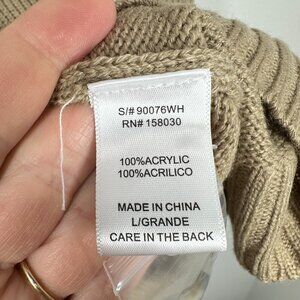 S/# 90076WH
RN# 158030
100%ACRYLIC
100%ACRILICO
MADE IN CHINA
L/GRANDE
CARE IN THE BACK